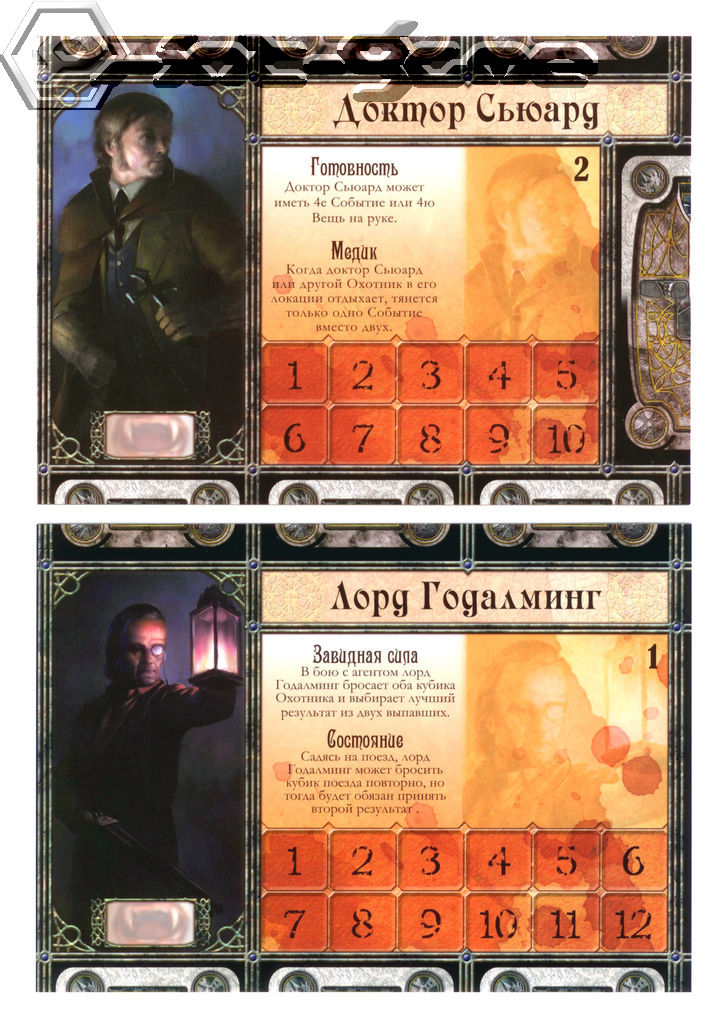 Доктор Сьюард
2
Готовность
Доктор Сьюард может
иметь 4е Событие или 4ю
Вещь на руке.
Медик
Когда доктор Сьюард
или другой Охотник в его
локации отдыхает, тянется
только одно Событие
вместо двух.
1 2 3 4 5
6 7 8 9 10
Лорд Годалминг
1
Завидная сила
В бою с агентом лорд
Годалминг бросает оба кубика
Охотника и выбирает лучший
результат из двух выпавших.
Состояние
Садясь на поезд, лорд
Годалминг может бросить
кубик поезда повторно, но
тогда будет обязан принять
второй результат .
1 2 3 4 5 6
7 8 9 10 11 12